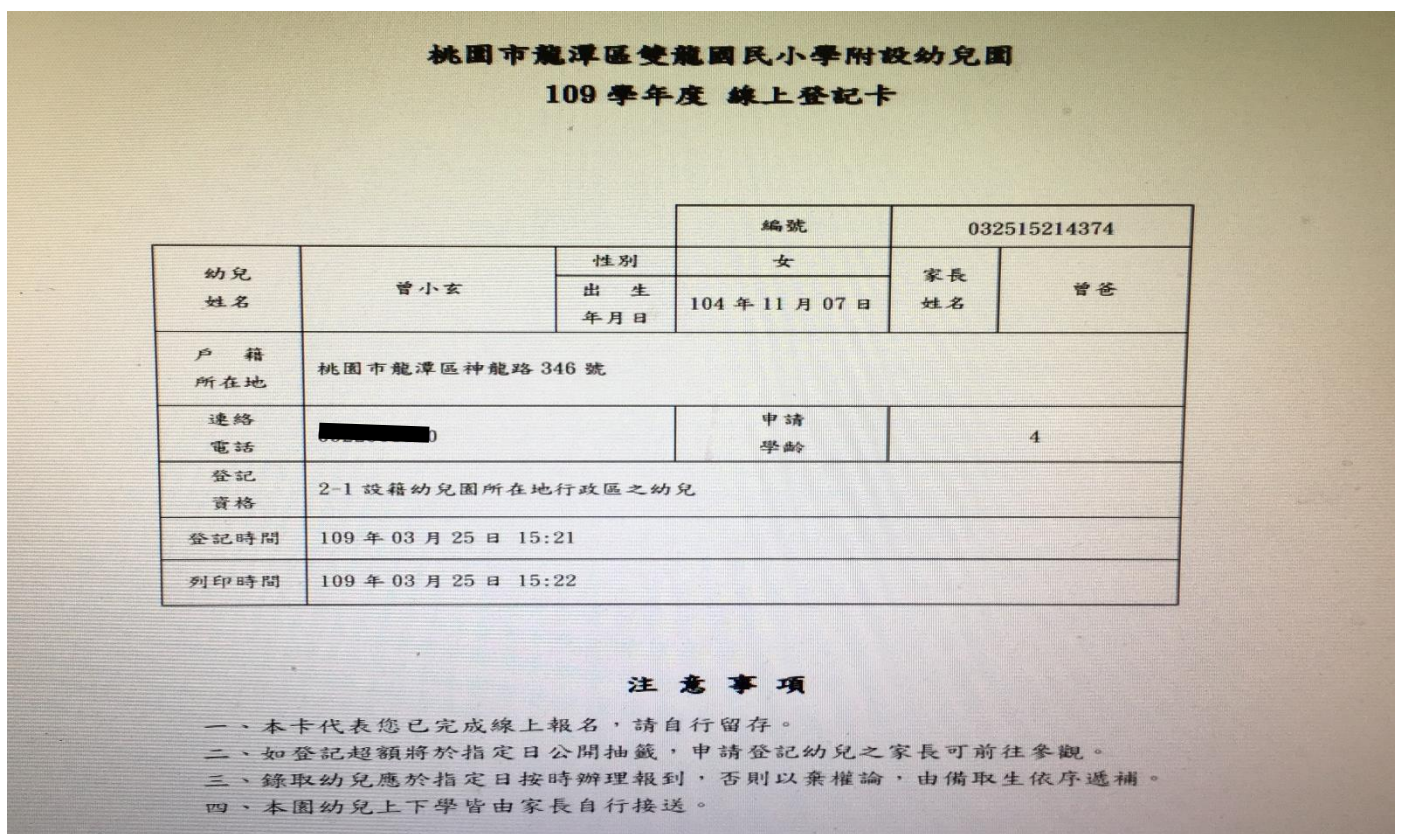 桃園市龍潭區雙龍國民小學附設幼兒園
109 學年度 線上登記卡
編號 032515214374
幼兒姓名 曾小玄 性別 女 家長姓名 曾爸
出生年月日 104 年 11 月 07 日
戶籍所在地 桃園市龍潭區神龍路 346 號
連絡電話 0 申請學齡 4
登記資格 2-1 設籍幼兒園所在地行政區之幼兒
登記時間 109 年 03 月 25 日 15:21
列印時間 109 年 03 月 25 日 15:22
注意事項
一、本卡代表您已完成線上報名，請自行留存。
二、如登記超額將於指定日公開抽籤，申請登記幼兒之家長可前往參觀。
三、錄取幼兒應於指定日按時辦理報到，否則以棄權論，由備取生依序遞補。
四、本園幼兒上下學皆由家長自行接送。